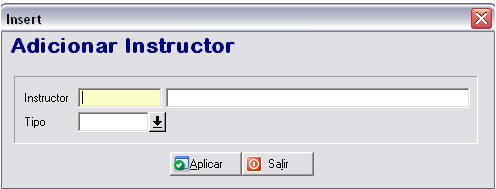 Insert
Adicionar Instructor
Instructor
Tipo
Aplicar Salir